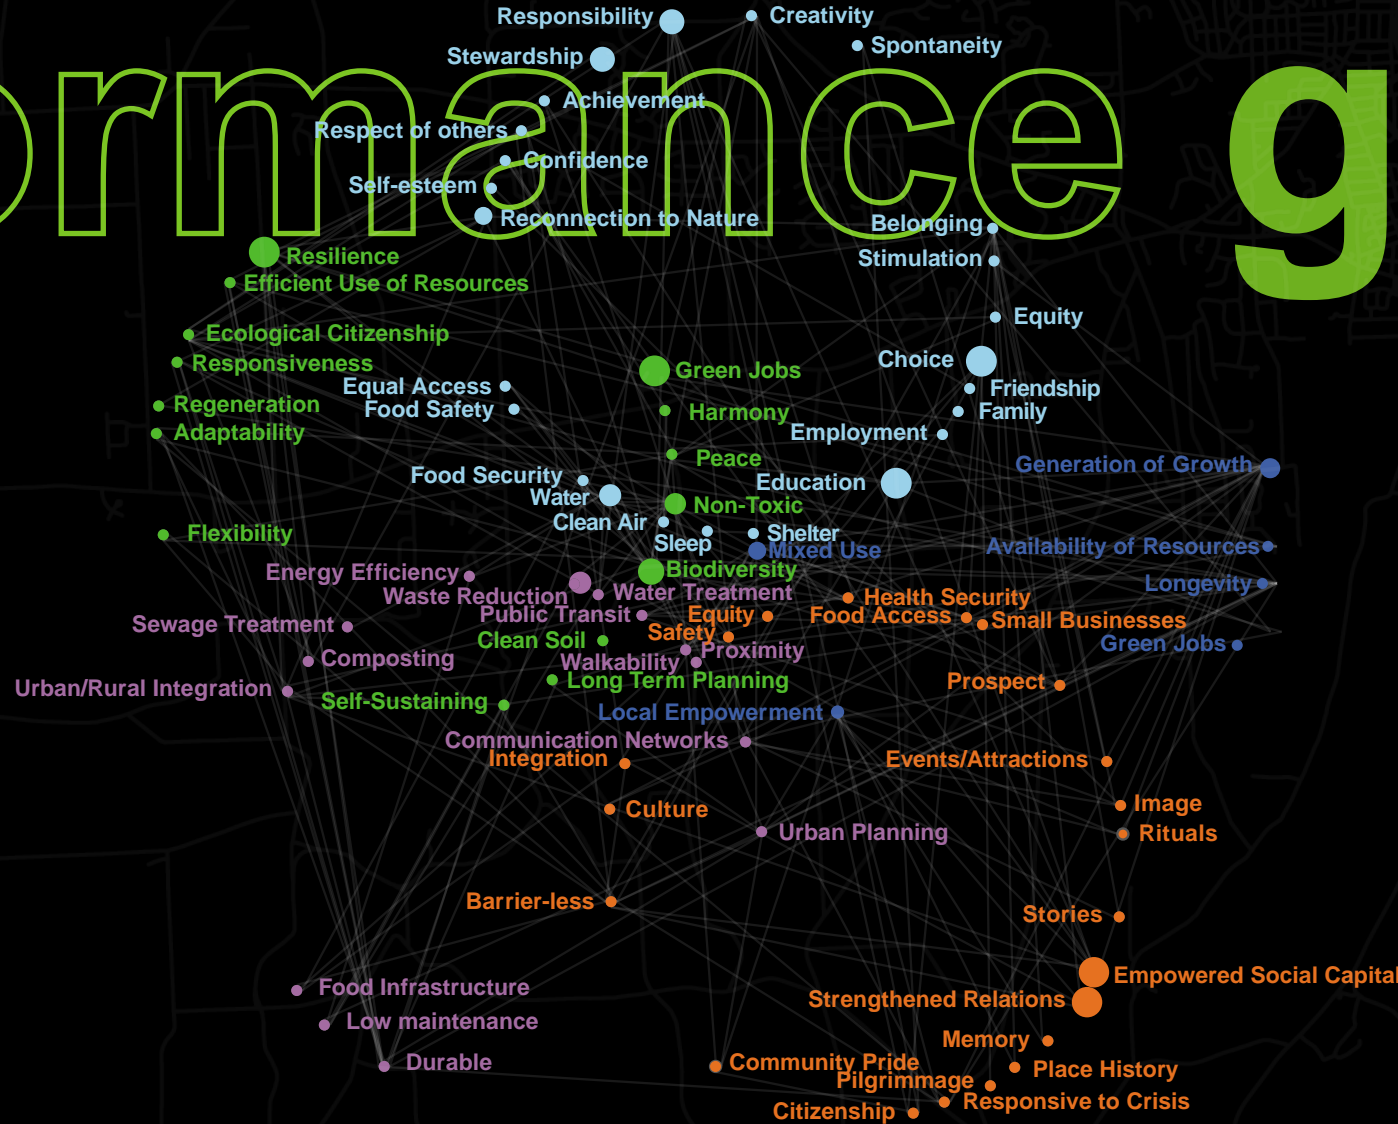 ormance g
Responsibility
Creativity
Spontaneity
Stewardship
Achievement
Respect of others
Confidence
Self-esteem
Reconnection to Nature
Belonging
Resilience
Stimulation
Efficient Use of Resources
Equity
Ecological Citizenship
Responsiveness
Green Jobs
Choice
Equal Access
Friendship
Regeneration
Food Safety
Harmony
Family
Adaptability
Employment
Peace
Generation of Growth
Food Security
Education
Water
Non-Toxic
Clean Air
Flexibility
Shelter
Sleep
Mixed Use
Availability of Resources
Energy Efficiency
Biodiversity
Longevity
Waste Reduction
Water Treatment
Health Security
Public Transit
Equity
Food Access
Small Businesses
Sewage Treatment
Safety
Clean Soil
Green Jobs
Proximity
Composting
Walkability
Long Term Planning
Prospect
Urban/Rural Integration
Self-Sustaining
Local Empowerment
Communication Networks
Integration
Events/Attractions
Culture
Image
Urban Planning
Rituals
Barrier-less
Stories
Empowered Social Capital
Food Infrastructure
Strengthened Relations
Low maintenance
Memory
Durable
Community Pride
Place History
Pilgrimmage
Responsive to Crisis
Citizenship